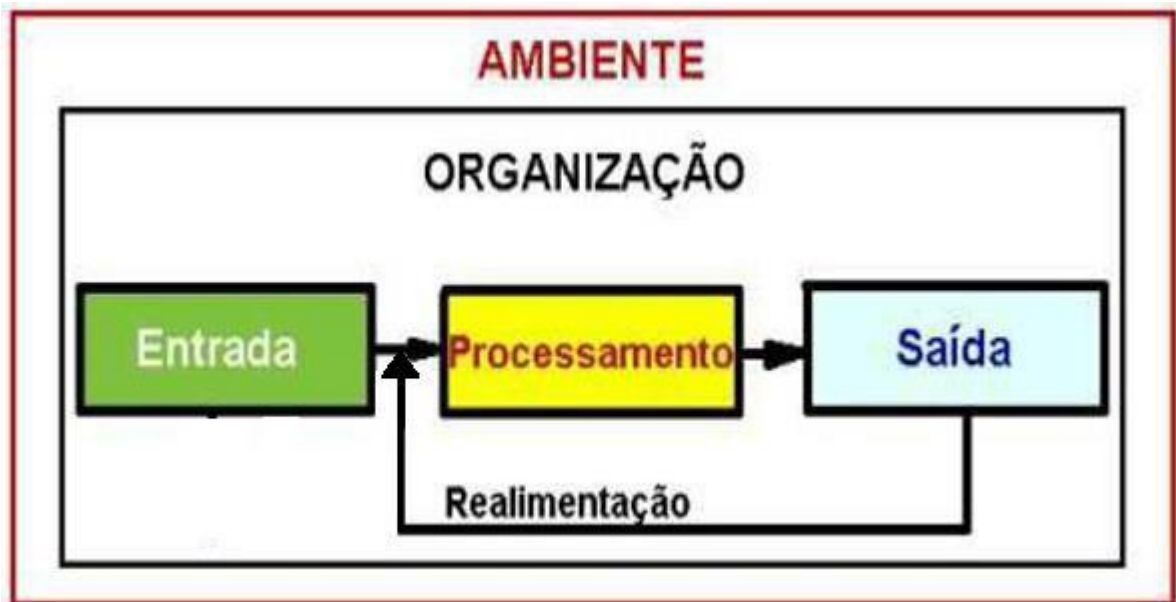 AMBIENTE
ORGANIZAÇÃO
Entrada
Processamento
Saída
Realimentação